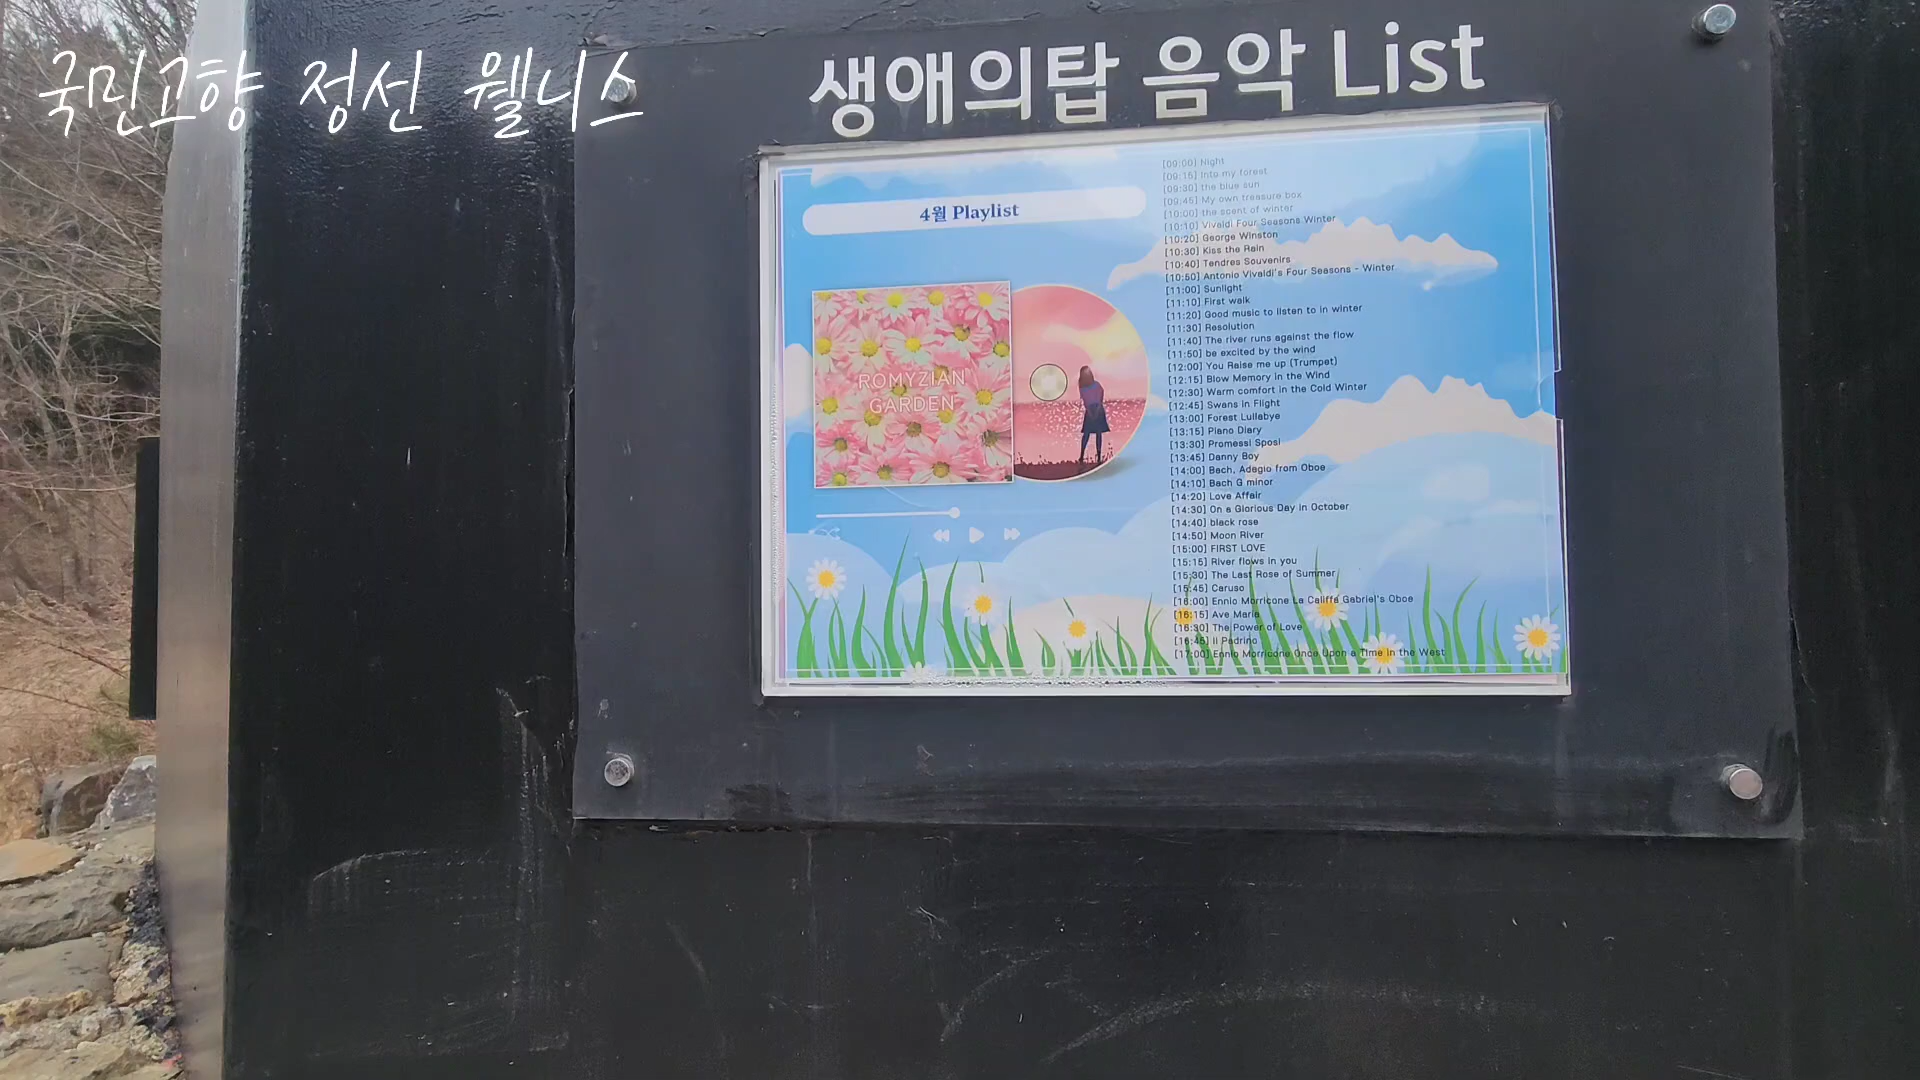 국민고향 정선 웰니스
생애의탑 음악 List
4월 Playlist
ROMYZIAN
GARDEN
[09:00] Night
[09:15] Into my forest
[09:30] the blue sun
[09:45] My own treasure box
[10:00] the scent of winter
[10:10] Vivaldi Four Seasons Winter
[10:20] George Winston
[10:30] Kiss the Rain
[10:40] Tendres Souvenirs
[10:50] Antonio Vivaldi's Four Seasons - Winter
[11:00] Sunlight
[11:10] First walk
[11:20] Good music to listen to in winter
[11:30] Resolution
[11:40] The river runs against the flow
[11:50] be excited by the wind
[12:00] You Raise me up (Trumpet)
[12:15] Blow Memory in the Wind
[12:30] Warm comfort in the Cold Winter
[12:45] Swans in Flight
[13:00] Forest Lullabye
[13:15] Piano Diary
[13:30] Promessi Sposi
[13:45] Danny Boy
[14:00] Bach, Adagio from Oboe
[14:10] Bach G minor
[14:20] Love Affair
[14:30] On a Glorious Day in October
[14:40] black rose
[14:50] Moon River
[15:00] FIRST LOVE
[15:15] River flows in you
[15:30] The Last Rose of Summer
[15:45] Caruso
[16:00] Ennio Morricone La Califfa Gabriel's Oboe
[16:15] Ave Maria
[16:30] The Power of Love
[16:45] Il Padrino
[17:00] Ennio Morricone Once Upon a Time in the West